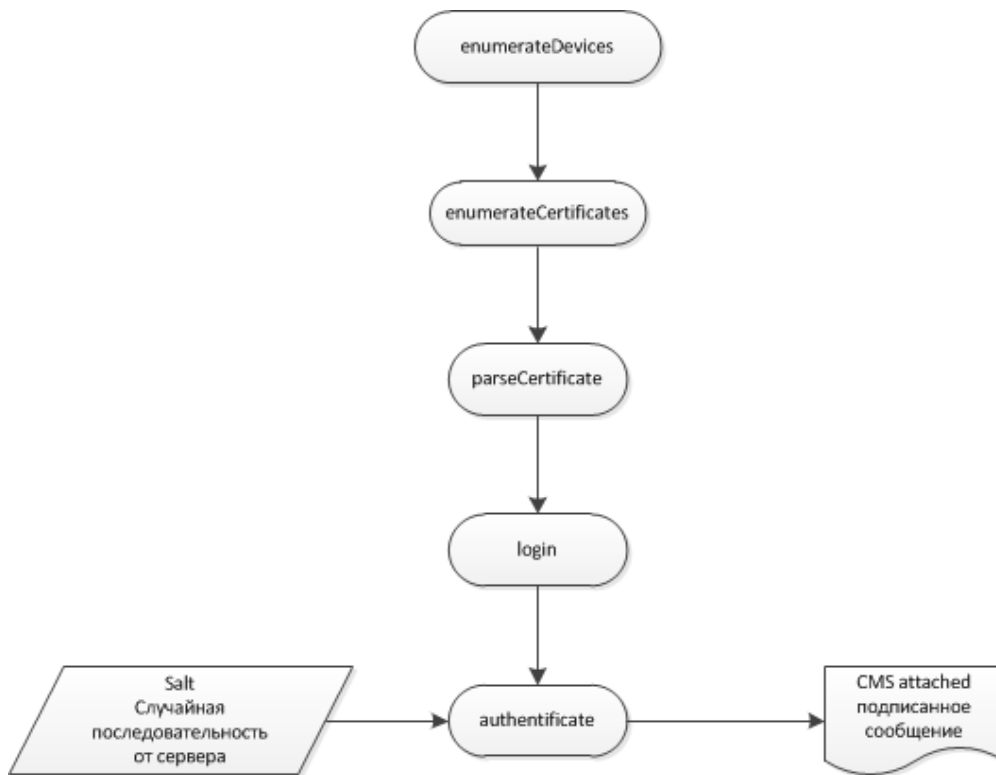 enumerateDevices
enumerateCertificates
parseCertificate
login
Salt
Случайная
последовательность
от сервера
authentificate
CMS attached
подписанное
сообщение